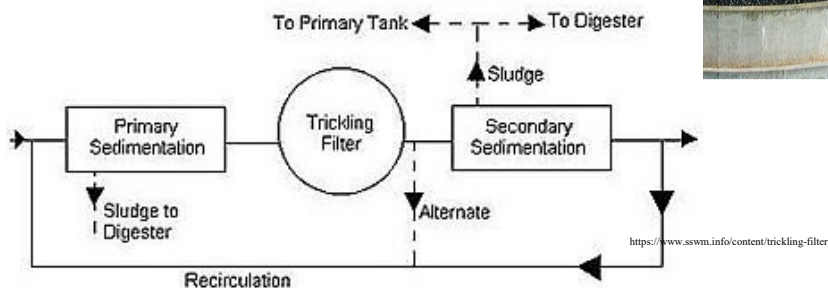 To Primary Tank
To Digester
Sludge
Primary
Sedimentation
Trickling
Filter
Secondary
Sedimentation
Sludge to
Digester
Alternate
https://www.sswm.info/content/trickling-filter
Recirculation